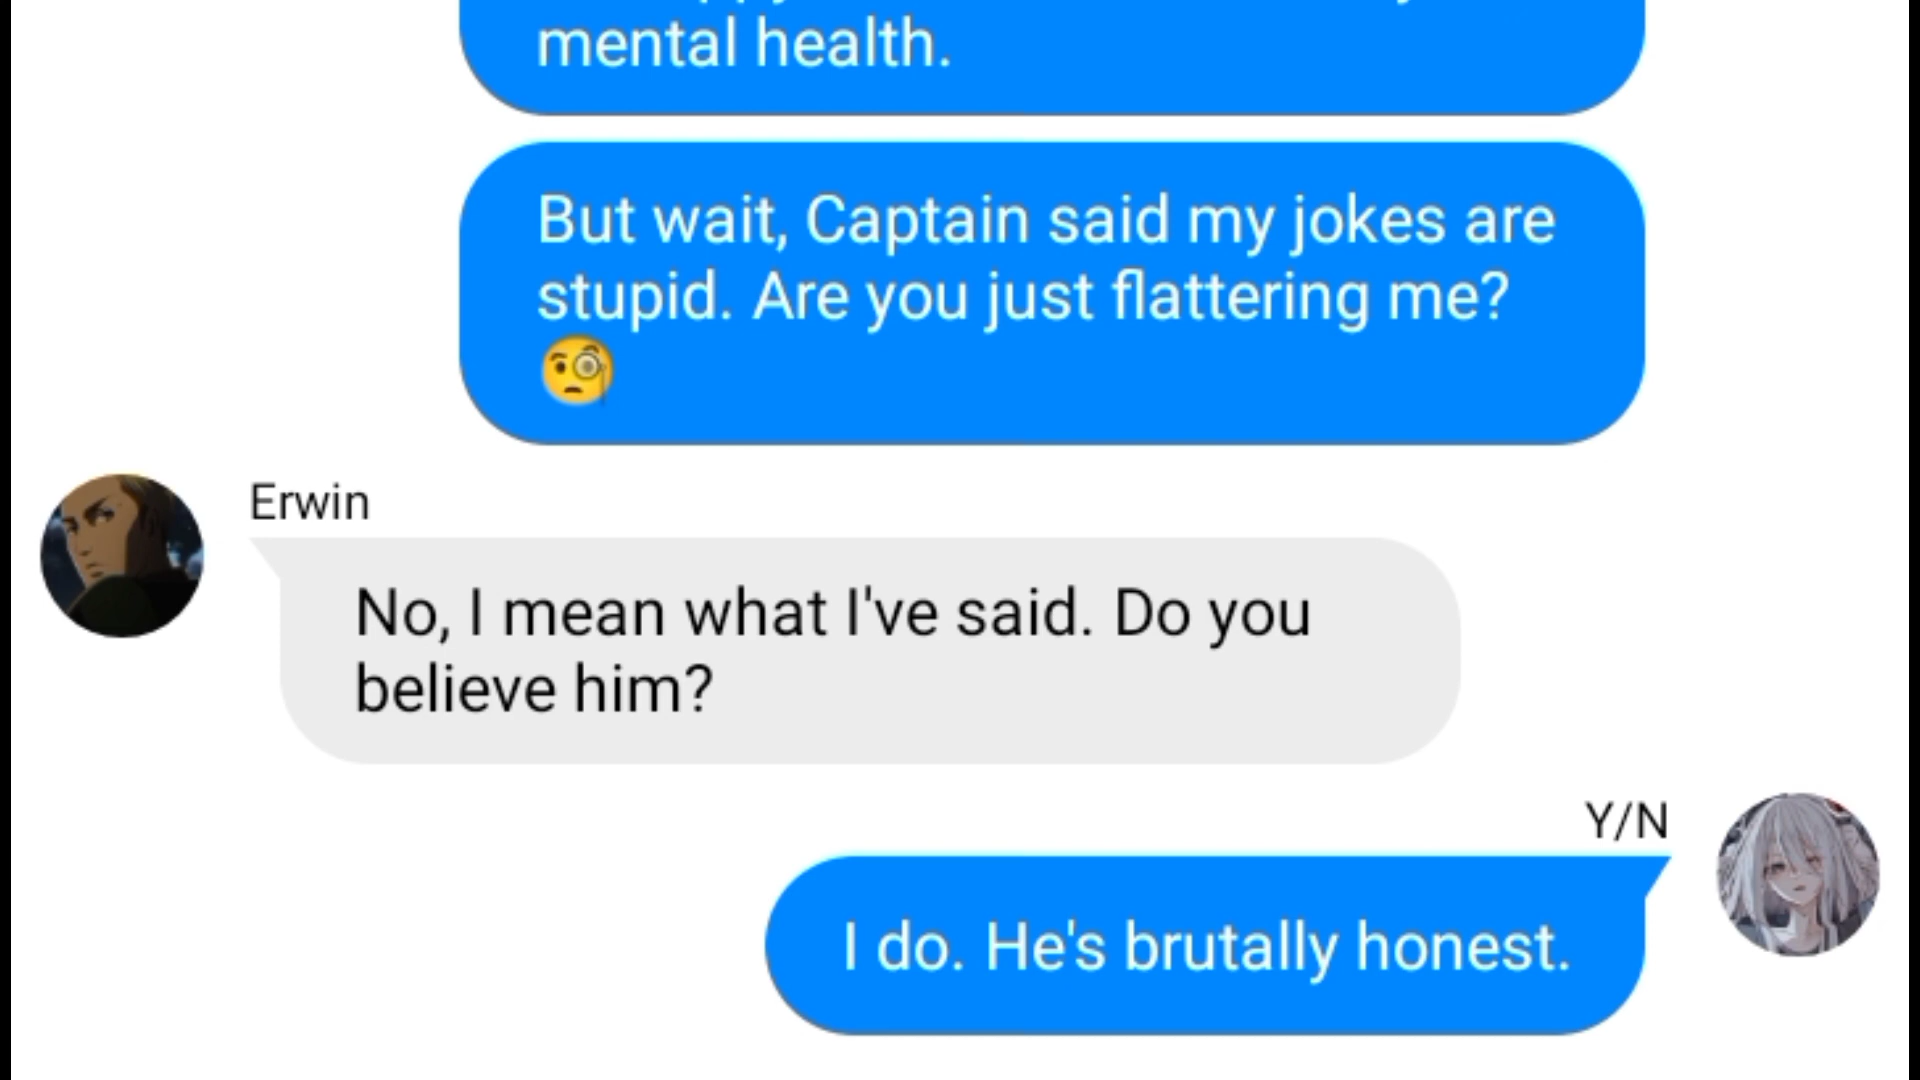 mental health.
But wait, Captain said my jokes are
stupid. Are you just flattering me?
🧐
Erwin
No, I mean what I've said. Do you
believe him?
Y/N
I do. He's brutally honest.